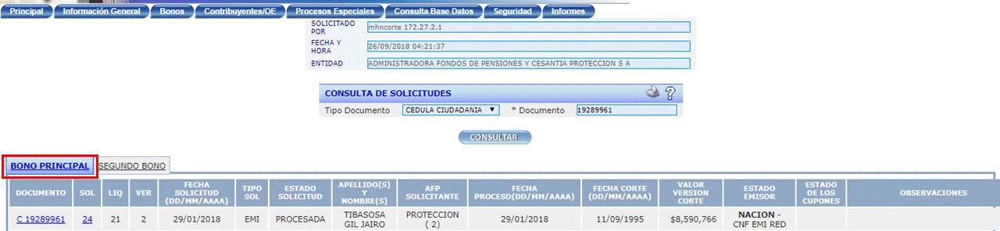 Principal Información General Bonos Contribuyentes/OE Procesos Especiales Consulta Base Datos Seguridad Informes
SOLICITADO POR mhncorte 172.27.2.1
FECHA Y HORA 26/09/2018 04:21:37
ENTIDAD ADMINISTRADORA FONDOS DE PENSIONES Y CESANTIA PROTECCION S A
CONSULTA DE SOLICITUDES ?
Tipo Documento CEDULA CIUDADANIA * Documento 19289961
CONSULTAR
BONO PRINCIPAL SEGUNDO BONO
DOCUMENTO SOL LIQ VER FECHA SOLICITUD (DD/MM/AAAA) TIPO SOL ESTADO SOLICITUD APELLIDO(S) Y NOMBRE(S) AFP SOLICITANTE FECHA PROCESO(DD/MM/AAAA) FECHA CORTE (DD/MM/AAAA) VALOR VERSION CORTE ESTADO EMISOR ESTADO DE LOS CUPONES OBSERVACIONES
C 19289961 24 21 2 29/01/2018 EMI PROCESADA TIBASOSA GIL JAIRO PROTECCION ( 2) 29/01/2018 11/09/1995 $8,590,766 NACION - CNF EMI RED